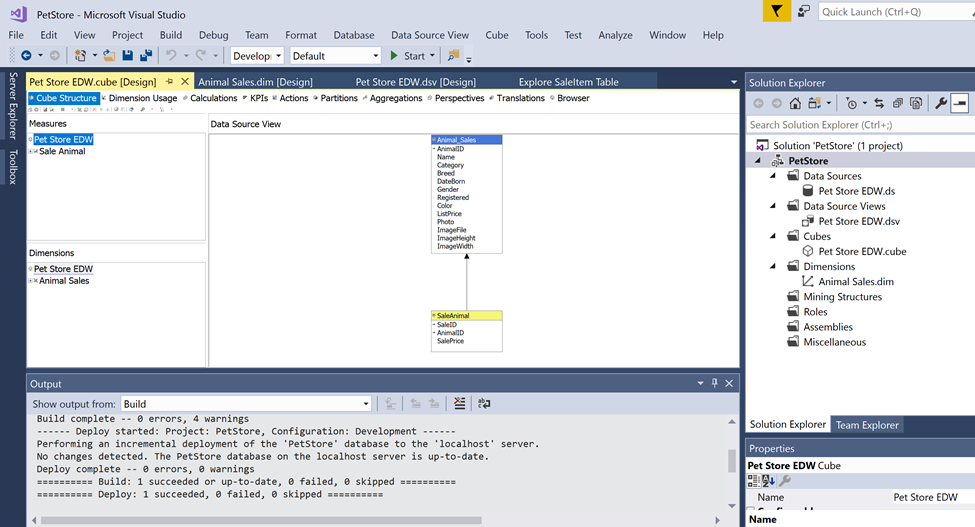 PetStore - Microsoft Visual Studio
Quick Launch (Ctrl+Q)
File Edit View Project Build Debug Team Format Database Data Source View Cube Tools Test Analyze Window Help
Develop Default Start
Server Explorer
Toolbox
Pet Store EDW.cube [Design] Animal Sales.dim [Design] Pet Store EDW.dsv [Design] Explore SaleItem Table
Cube Structure Dimension Usage Calculations KPIs Actions Partitions Aggregations Perspectives Translations Browser
Measures
Pet Store EDW
Sale Animal
Dimensions
Pet Store EDW
Animal Sales
Data Source View
Animal_Sales
AnimalID
Name
Category
Breed
DateBorn
Gender
Registered
Color
ListPrice
Photo
ImageFile
ImageHeight
ImageWidth
SaleAnimal
SaleID
AnimalID
SalePrice
Output
Show output from: Build
Build complete -- 0 errors, 4 warnings
------ Deploy started: Project: PetStore, Configuration: Development ------
Performing an incremental deployment of the 'PetStore' database to the 'localhost' server.
No changes detected. The PetStore database on the localhost server is up-to-date.
Deploy complete -- 0 errors, 0 warnings
========== Build: 1 succeeded or up-to-date, 0 failed, 0 skipped ==========
========== Deploy: 1 succeeded, 0 failed, 0 skipped ==========
Solution Explorer
Search Solution Explorer (Ctrl+;)
Solution 'PetStore' (1 project)
PetStore
Data Sources
Pet Store EDW.ds
Data Source Views
Pet Store EDW.dsv
Cubes
Pet Store EDW.cube
Dimensions
Animal Sales.dim
Mining Structures
Roles
Assemblies
Miscellaneous
Solution Explorer Team Explorer
Properties
Pet Store EDW Cube
Name Pet Store EDW
Name